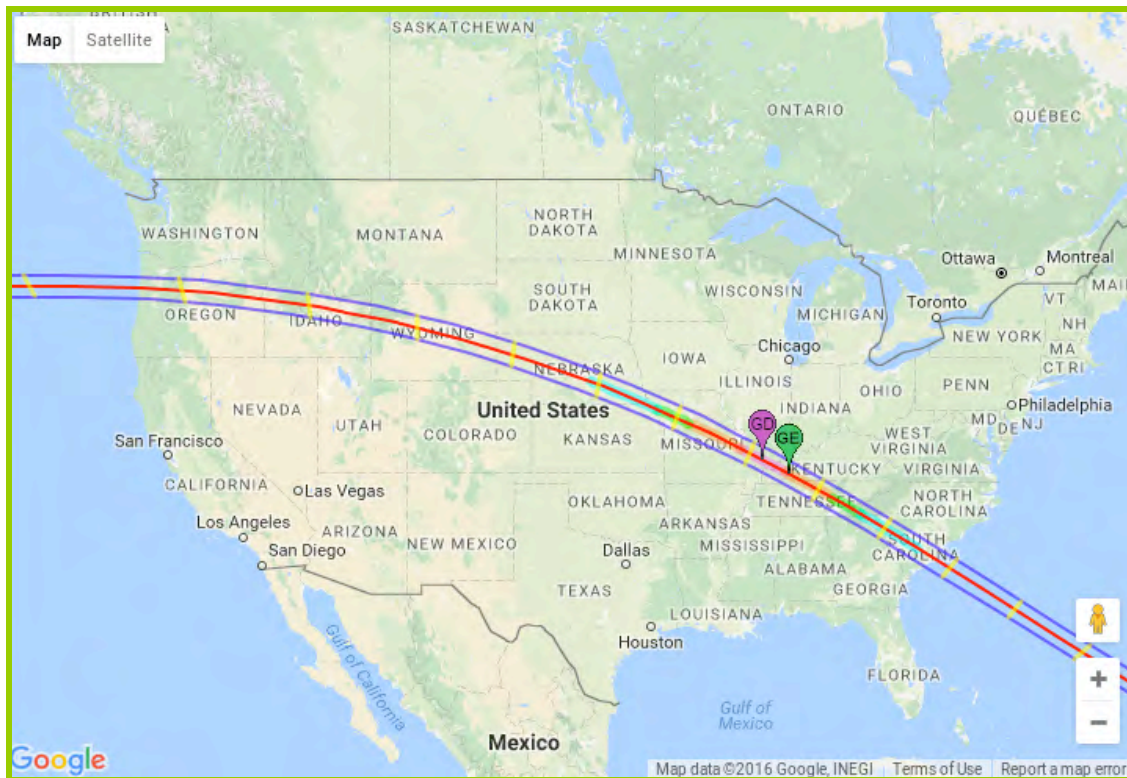 BRITISH
SASKATCHEWAN
Map Satellite
ONTARIO
QUÉBEC
WASHINGTON
MONTANA
NORTH
DAKOTA
MINNESOTA
Ottawa
Montreal
MAI
SOUTH
DAKOTA
WISCONSIN
MICHIGAN
Toronto
VT
NH
NEW YORK
MA
CT RI
OREGON
IDAHO
WYOMING
NEBRASKA
IOWA
Chicago
ILLINOIS
INDIANA
OHIO
PENN
Philadelphia
MD
DE
NJ
NEVADA
UTAH
COLORADO
United States
KANSAS
MISSOURI
GD
GE
KENTUCKY
WEST
VIRGINIA
VIRGINIA
San Francisco
CALIFORNIA
Las Vegas
Los Angeles
San Diego
ARIZONA
NEW MEXICO
OKLAHOMA
ARKANSAS
TENNESSEE
NORTH
CAROLINA
SOUTH
CAROLINA
Dallas
MISSISSIPPI
ALABAMA
GEORGIA
TEXAS
LOUISIANA
Houston
FLORIDA
Gulf of California
Gulf of
Mexico
Mexico
+
−
Google
Map data ©2016 Google, INEGI Terms of Use Report a map error